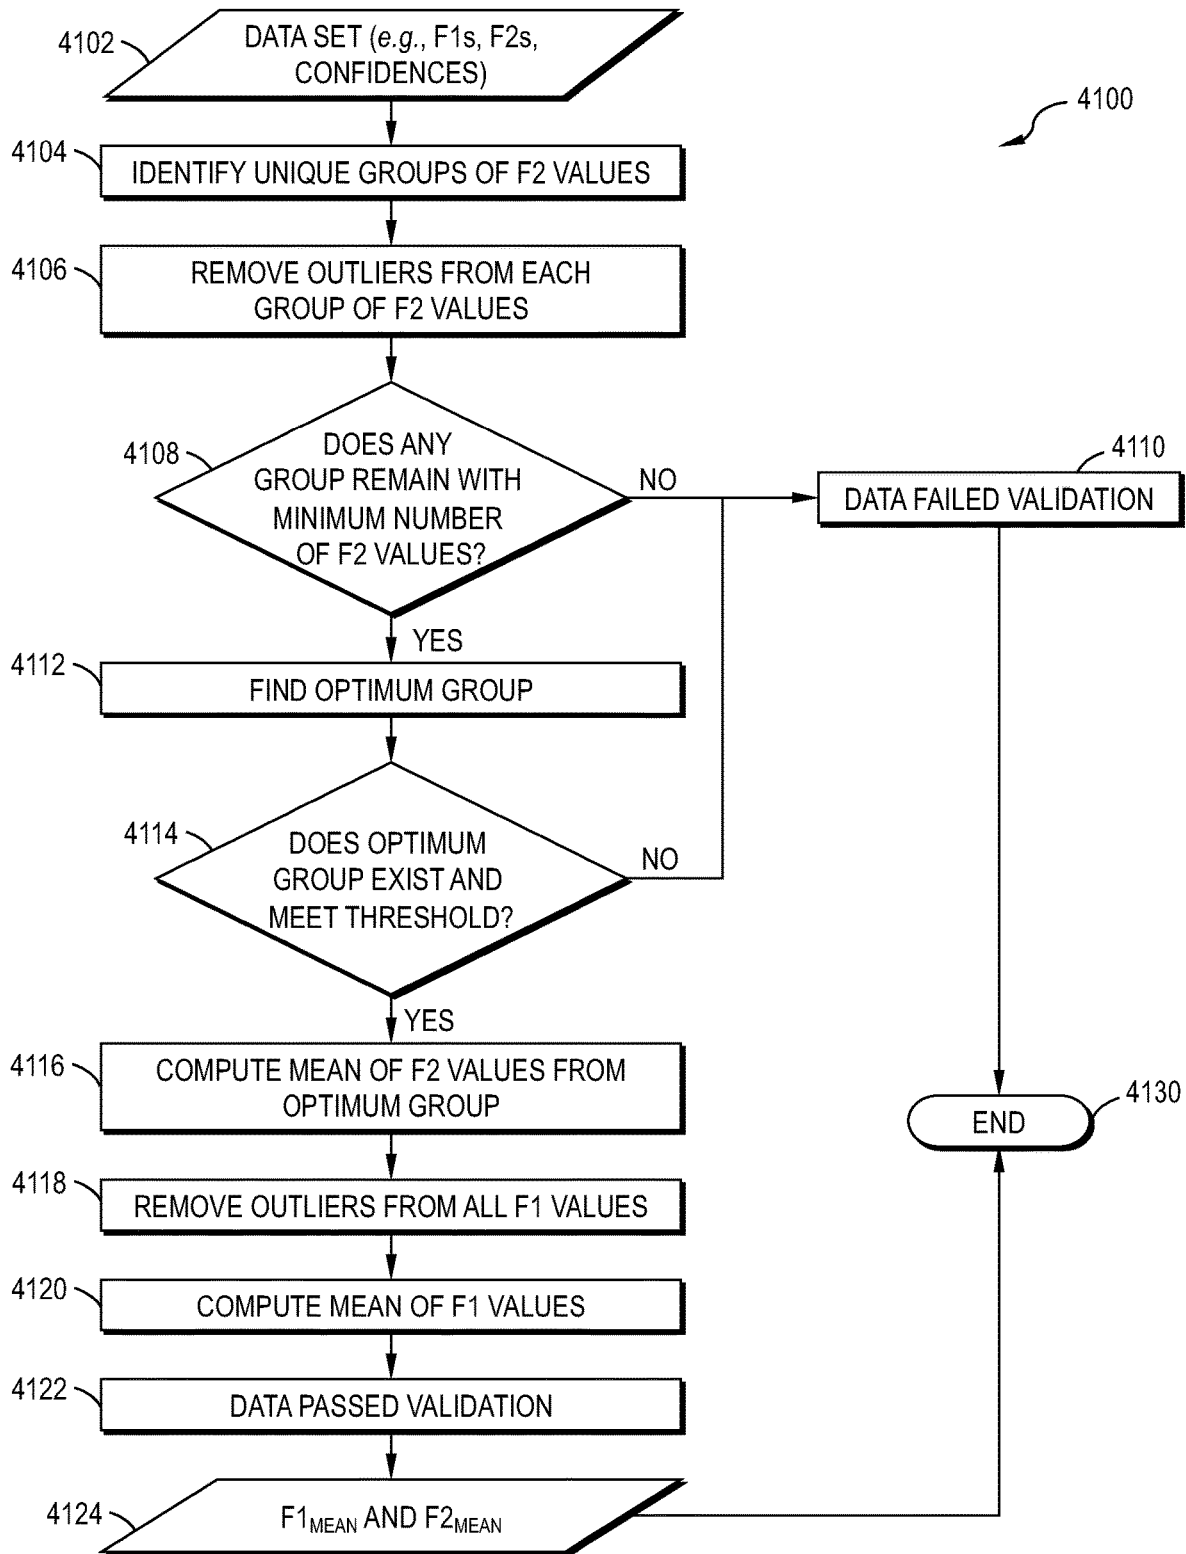 4102
DATA SET (e.g., F1s, F2s,
CONFIDENCES)
4100
4104
IDENTIFY UNIQUE GROUPS OF F2 VALUES
4106
REMOVE OUTLIERS FROM EACH
GROUP OF F2 VALUES
4108
DOES ANY
GROUP REMAIN WITH
MINIMUM NUMBER
OF F2 VALUES?
NO
4110
DATA FAILED VALIDATION
YES
4112
FIND OPTIMUM GROUP
4114
DOES OPTIMUM
GROUP EXIST AND
MEET THRESHOLD?
NO
YES
4116
COMPUTE MEAN OF F2 VALUES FROM
OPTIMUM GROUP
4130
END
4118
REMOVE OUTLIERS FROM ALL F1 VALUES
4120
COMPUTE MEAN OF F1 VALUES
4122
DATA PASSED VALIDATION
4124
F1MEAN AND F2MEAN